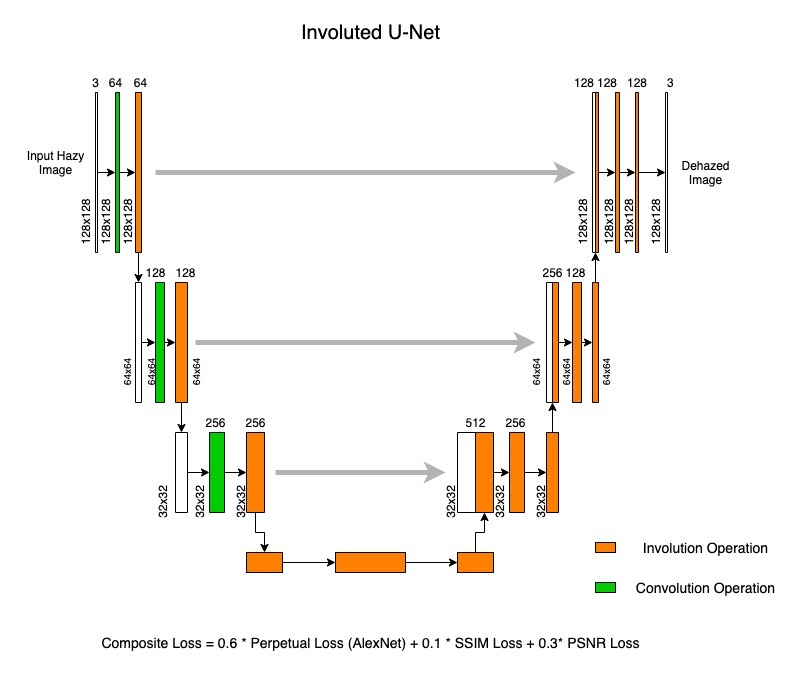 Involuted U-Net
3 64 64
128 128 128 3
Input Hazy
Image
Dehazed
Image
128x128 128x128 128x128
128x128 128x128 128x128 128x128
128 128
256 128
64x64 64x64 64x64
64x64 64x64 64x64
256 256
512 256
32x32 32x32 32x32
32x32 32x32 32x32
Involution Operation
Convolution Operation
Composite Loss = 0.6 * Perpetual Loss (AlexNet) + 0.1 * SSIM Loss + 0.3* PSNR Loss